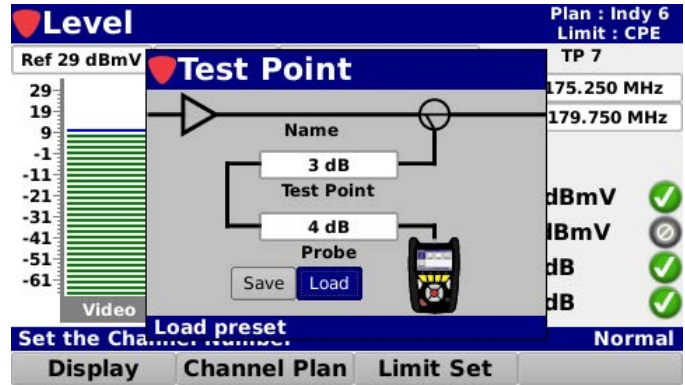 Level
Plan : Indy 6
Limit : CPE
Ref 29 dBmV
TP 7
Test Point
175.250 MHz
179.750 MHz
29
19
9
-1
-11
-21
-31
-41
-51
-61
Name
3 dB
Test Point
4 dB
Probe
Save Load
dBmV
dBmV
dB
dB
Video
Load preset
Set the Channel Number
Normal
Display Channel Plan Limit Set